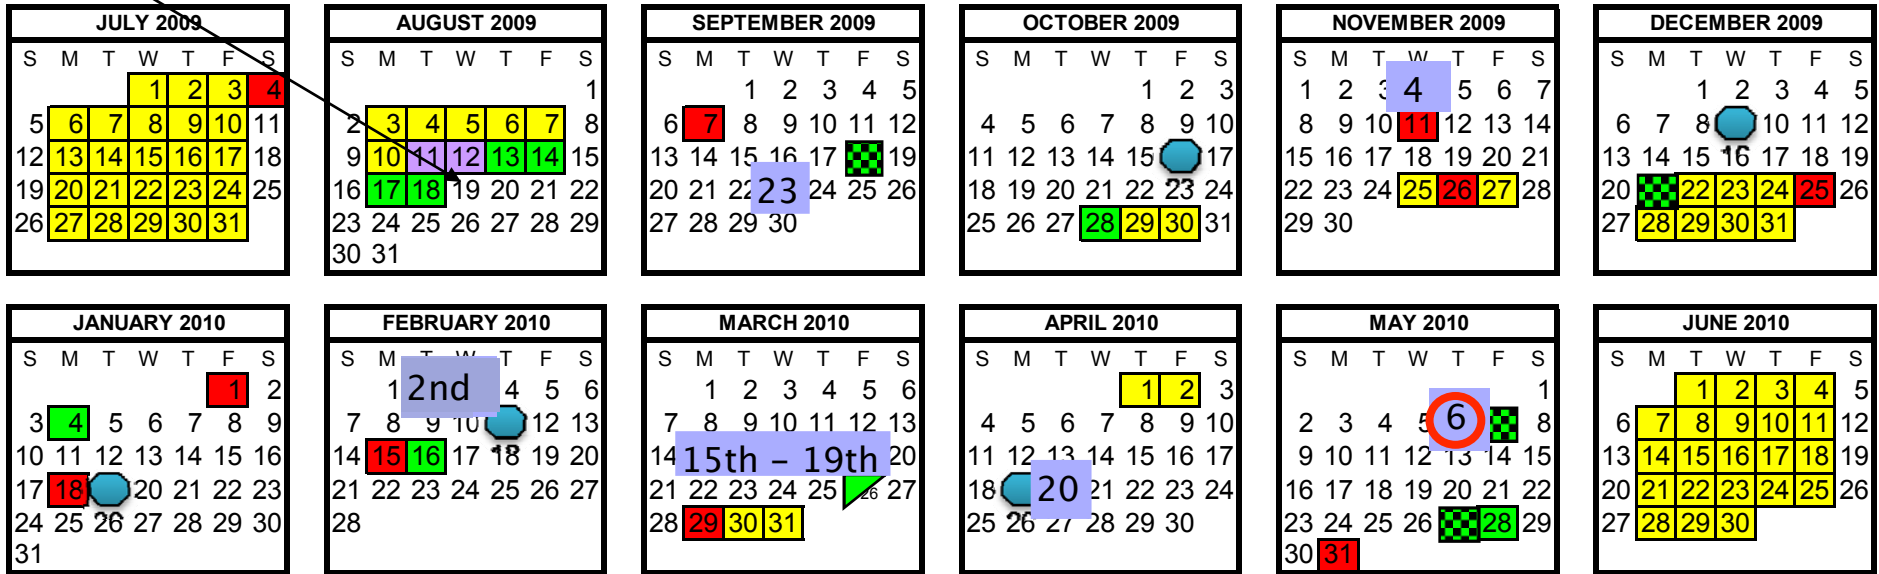 JULY 2009
S M T W T F S
1 2 3 4
5 6 7 8 9 10 11
12 13 14 15 16 17 18
19 20 21 22 23 24 25
26 27 28 29 30 31
AUGUST 2009
S M T W T F S
1
2 3 4 5 6 7 8
9 10 11 12 13 14 15
16 17 18 19 20 21 22
23 24 25 26 27 28 29
30 31
SEPTEMBER 2009
S M T W T F S
1 2 3 4 5
6 7 8 9 10 11 12
13 14 15 16 17 19
20 21 22 23 24 25 26
27 28 29 30
OCTOBER 2009
S M T W T F S
1 2 3
4 5 6 7 8 9 10
11 12 13 14 15 17
18 19 20 21 22 23 24
25 26 27 28 29 30 31
NOVEMBER 2009
S M T W T F S
1 2 3 4 5 6 7
8 9 10 11 12 13 14
15 16 17 18 19 20 21
22 23 24 25 26 27 28
29 30
DECEMBER 2009
S M T W T F S
1 2 3 4 5
6 7 8 10 11 12
13 14 15 16 17 18 19
20 22 23 24 25 26
27 28 29 30 31
JANUARY 2010
S M T W T F S
1 2
3 4 5 6 7 8 9
10 11 12 13 14 15 16
17 18 20 21 22 23
24 25 26 27 28 29 30
31
FEBRUARY 2010
S M T W T F S
1 2nd 4 5 6
7 8 9 10 12 13
14 15 16 17 18 19 20
21 22 23 24 25 26 27
28
MARCH 2010
S M T W T F S
1 2 3 4 5 6
7 8 9 10 11 12 13
14 15th – 19th 20
21 22 23 24 25 26 27
28 29 30 31
APRIL 2010
S M T W T F S
1 2 3
4 5 6 7 8 9 10
11 12 13 14 15 16 17
18 20 21 22 23 24
25 26 27 28 29 30
MAY 2010
S M T W T F S
1
2 3 4 5 6 8
9 10 11 12 13 14 15
16 17 18 19 20 21 22
23 24 25 26 28 29
30 31
JUNE 2010
S M T W T F S
1 2 3 4 5
6 7 8 9 10 11 12
13 14 15 16 17 18 19
20 21 22 23 24 25 26
27 28 29 30